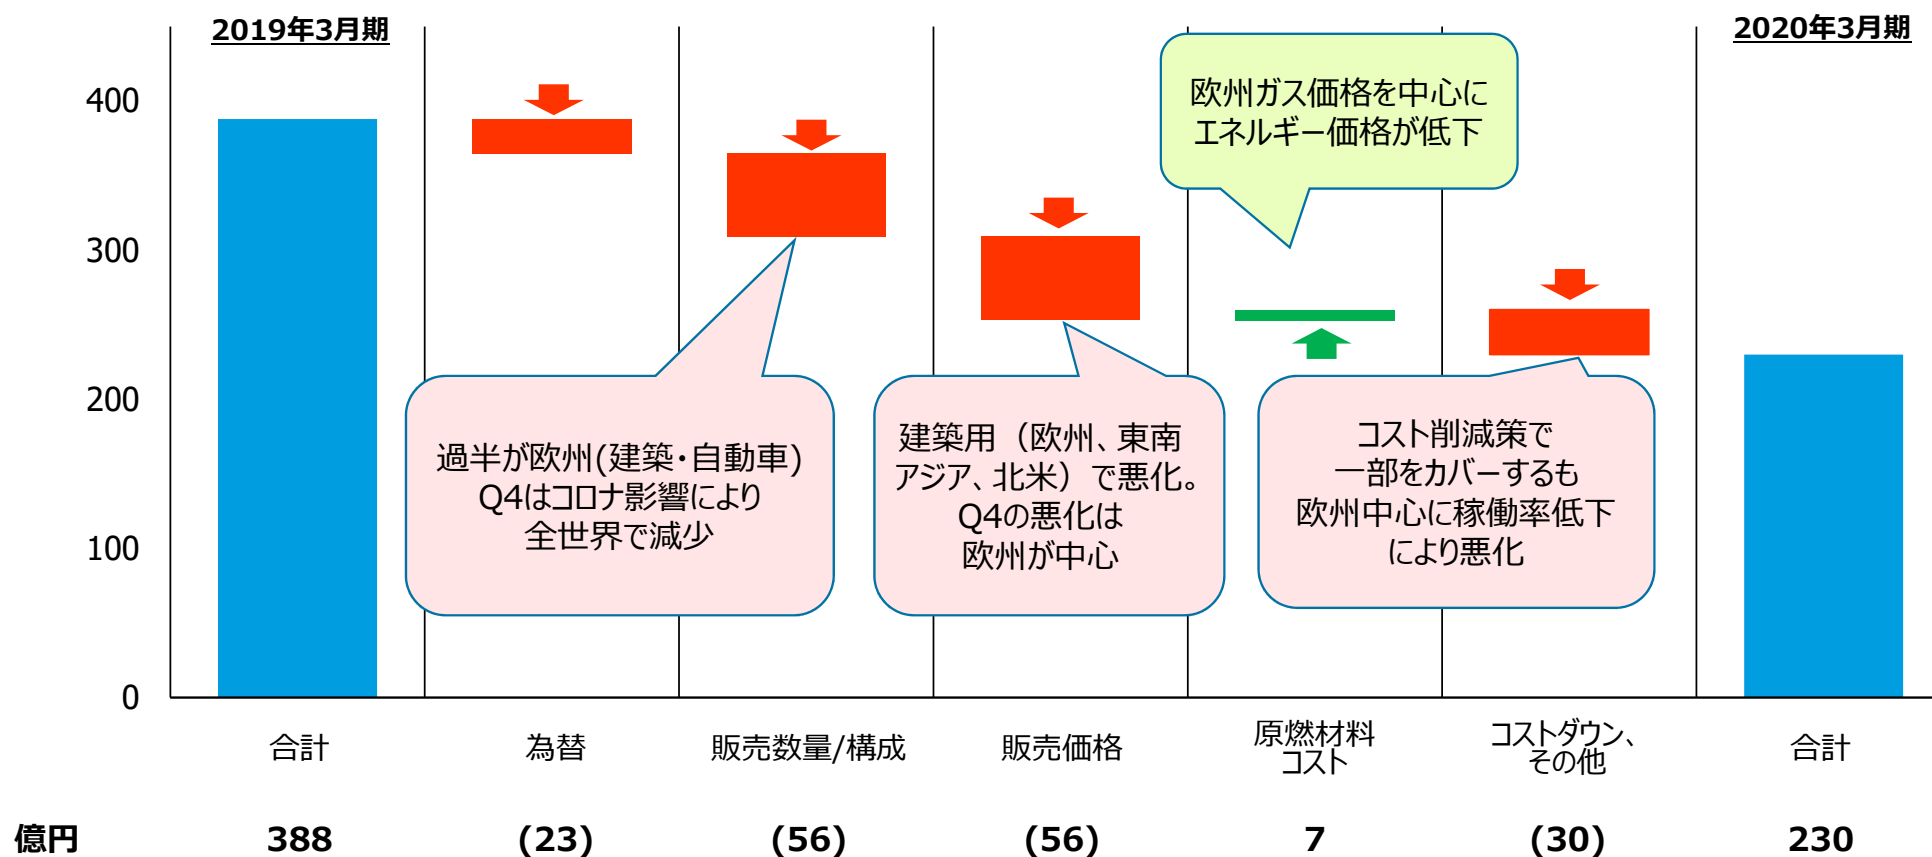 2019年3月期
2020年3月期
欧州ガス価格を中心に
エネルギー価格が低下
400
300
200
100
0
過半が欧州(建築・自動車)
Q4はコロナ影響により
全世界で減少
建築用（欧州、東南
アジア、北米）で悪化。
Q4の悪化は
欧州が中心
コスト削減策で
一部をカバーするも
欧州中心に稼働率低下
により悪化
合計
為替
販売数量/構成
販売価格
原燃材料
コスト
コストダウン、
その他
合計
億円 388 (23) (56) (56) 7 (30) 230